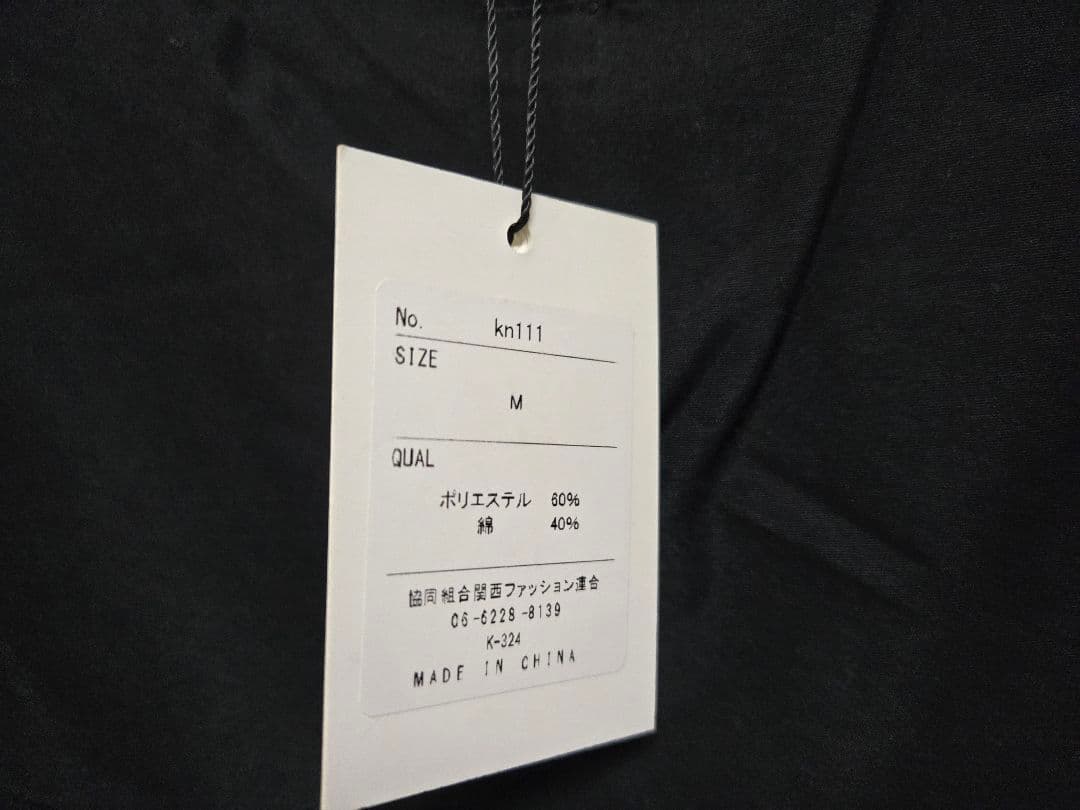 No. kn111
SIZE
M
QUAL
ポリエステル 60%
綿 40%
協同組合関西ファッション連合
06-6228-8139
K-324
MADE IN CHINA